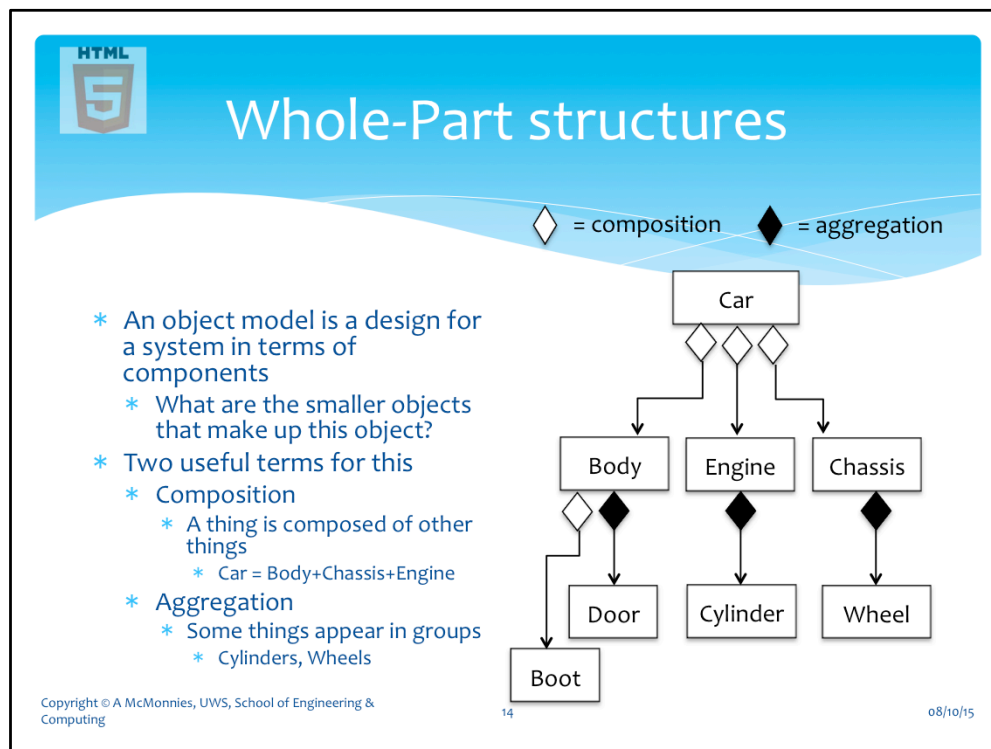 HTML
5
Whole-Part structures
= composition
= aggregation
* An object model is a design for
a system in terms of
components
* What are the smaller objects
that make up this object?
* Two useful terms for this
* Composition
* A thing is composed of other
things
* Car = Body+Chassis+Engine
* Aggregation
* Some things appear in groups
* Cylinders, Wheels
Car
Body
Engine
Chassis
Door
Cylinder
Wheel
Boot
Copyright © A McMonnies, UWS, School of Engineering &
Computing
14
08/10/15